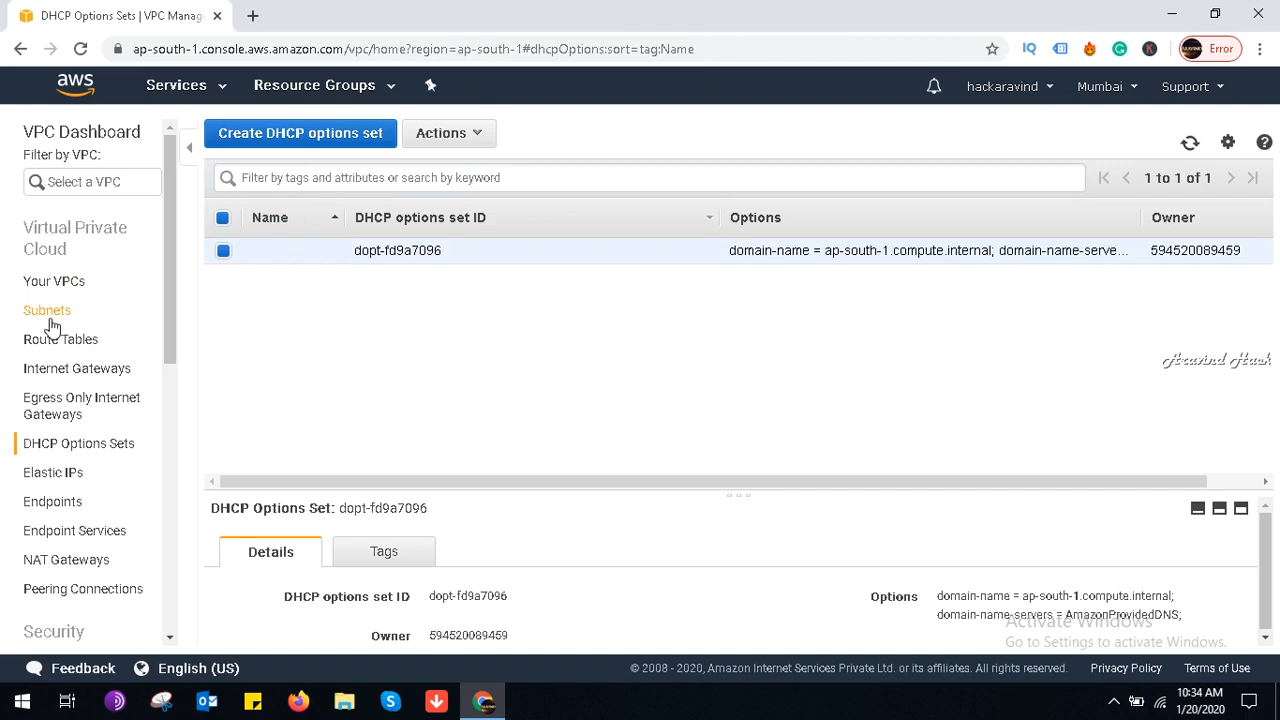 DHCP Options Sets | VPC Manag
ap-south-1.console.aws.amazon.com/vpc/home?region=ap-south-1#dhcpOptions:sort=tag:Name
Error
aws
Services
Resource Groups
hackaravind
Mumbai
Support
VPC Dashboard
Filter by VPC:
Select a VPC
Virtual Private
Cloud
Your VPCs
Subnets
Route Tables
Internet Gateways
Egress Only Internet
Gateways
DHCP Options Sets
Elastic IPs
Endpoints
Endpoint Services
NAT Gateways
Peering Connections
Security
Create DHCP options set
Actions
Filter by tags and attributes or search by keyword
1 to 1 of 1
Name
DHCP options set ID
Options
Owner
dopt-fd9a7096
domain-name = ap-south-1.compute.internal; domain-name-serve...
594520089459
Aravind Hack
DHCP Options Set: dopt-fd9a7096
Details
Tags
DHCP options set ID
dopt-fd9a7096
Options
domain-name = ap-south-1.compute.internal;
domain-name-servers = AmazonProvidedDNS;
Owner
594520089459
Activate Windows
Go to Settings to activate Windows.
Feedback
English (US)
© 2008 - 2020, Amazon Internet Services Private Ltd. or its affiliates. All rights reserved.
Privacy Policy
Terms of Use
10:34 AM
1/20/2020